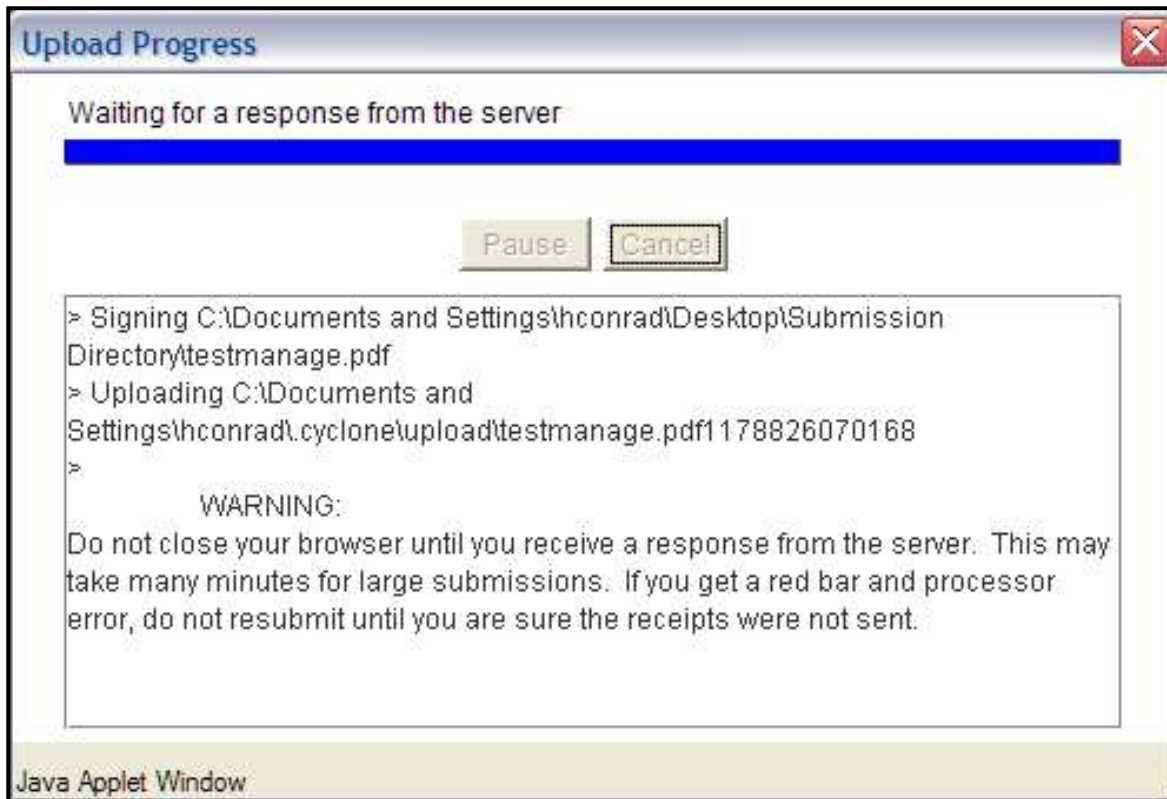 Upload Progress
Waiting for a response from the server
Pause Cancel
> Signing C:\Documents and Settings\hconrad\Desktop\Submission
Directory\testmanage.pdf
> Uploading C:\Documents and
Settings\hconrad\.cyclone\upload\testmanage.pdf1178826070168
>
WARNING:
Do not close your browser until you receive a response from the server.  This may
take many minutes for large submissions.  If you get a red bar and processor
error, do not resubmit until you are sure the receipts were not sent.
Java Applet Window